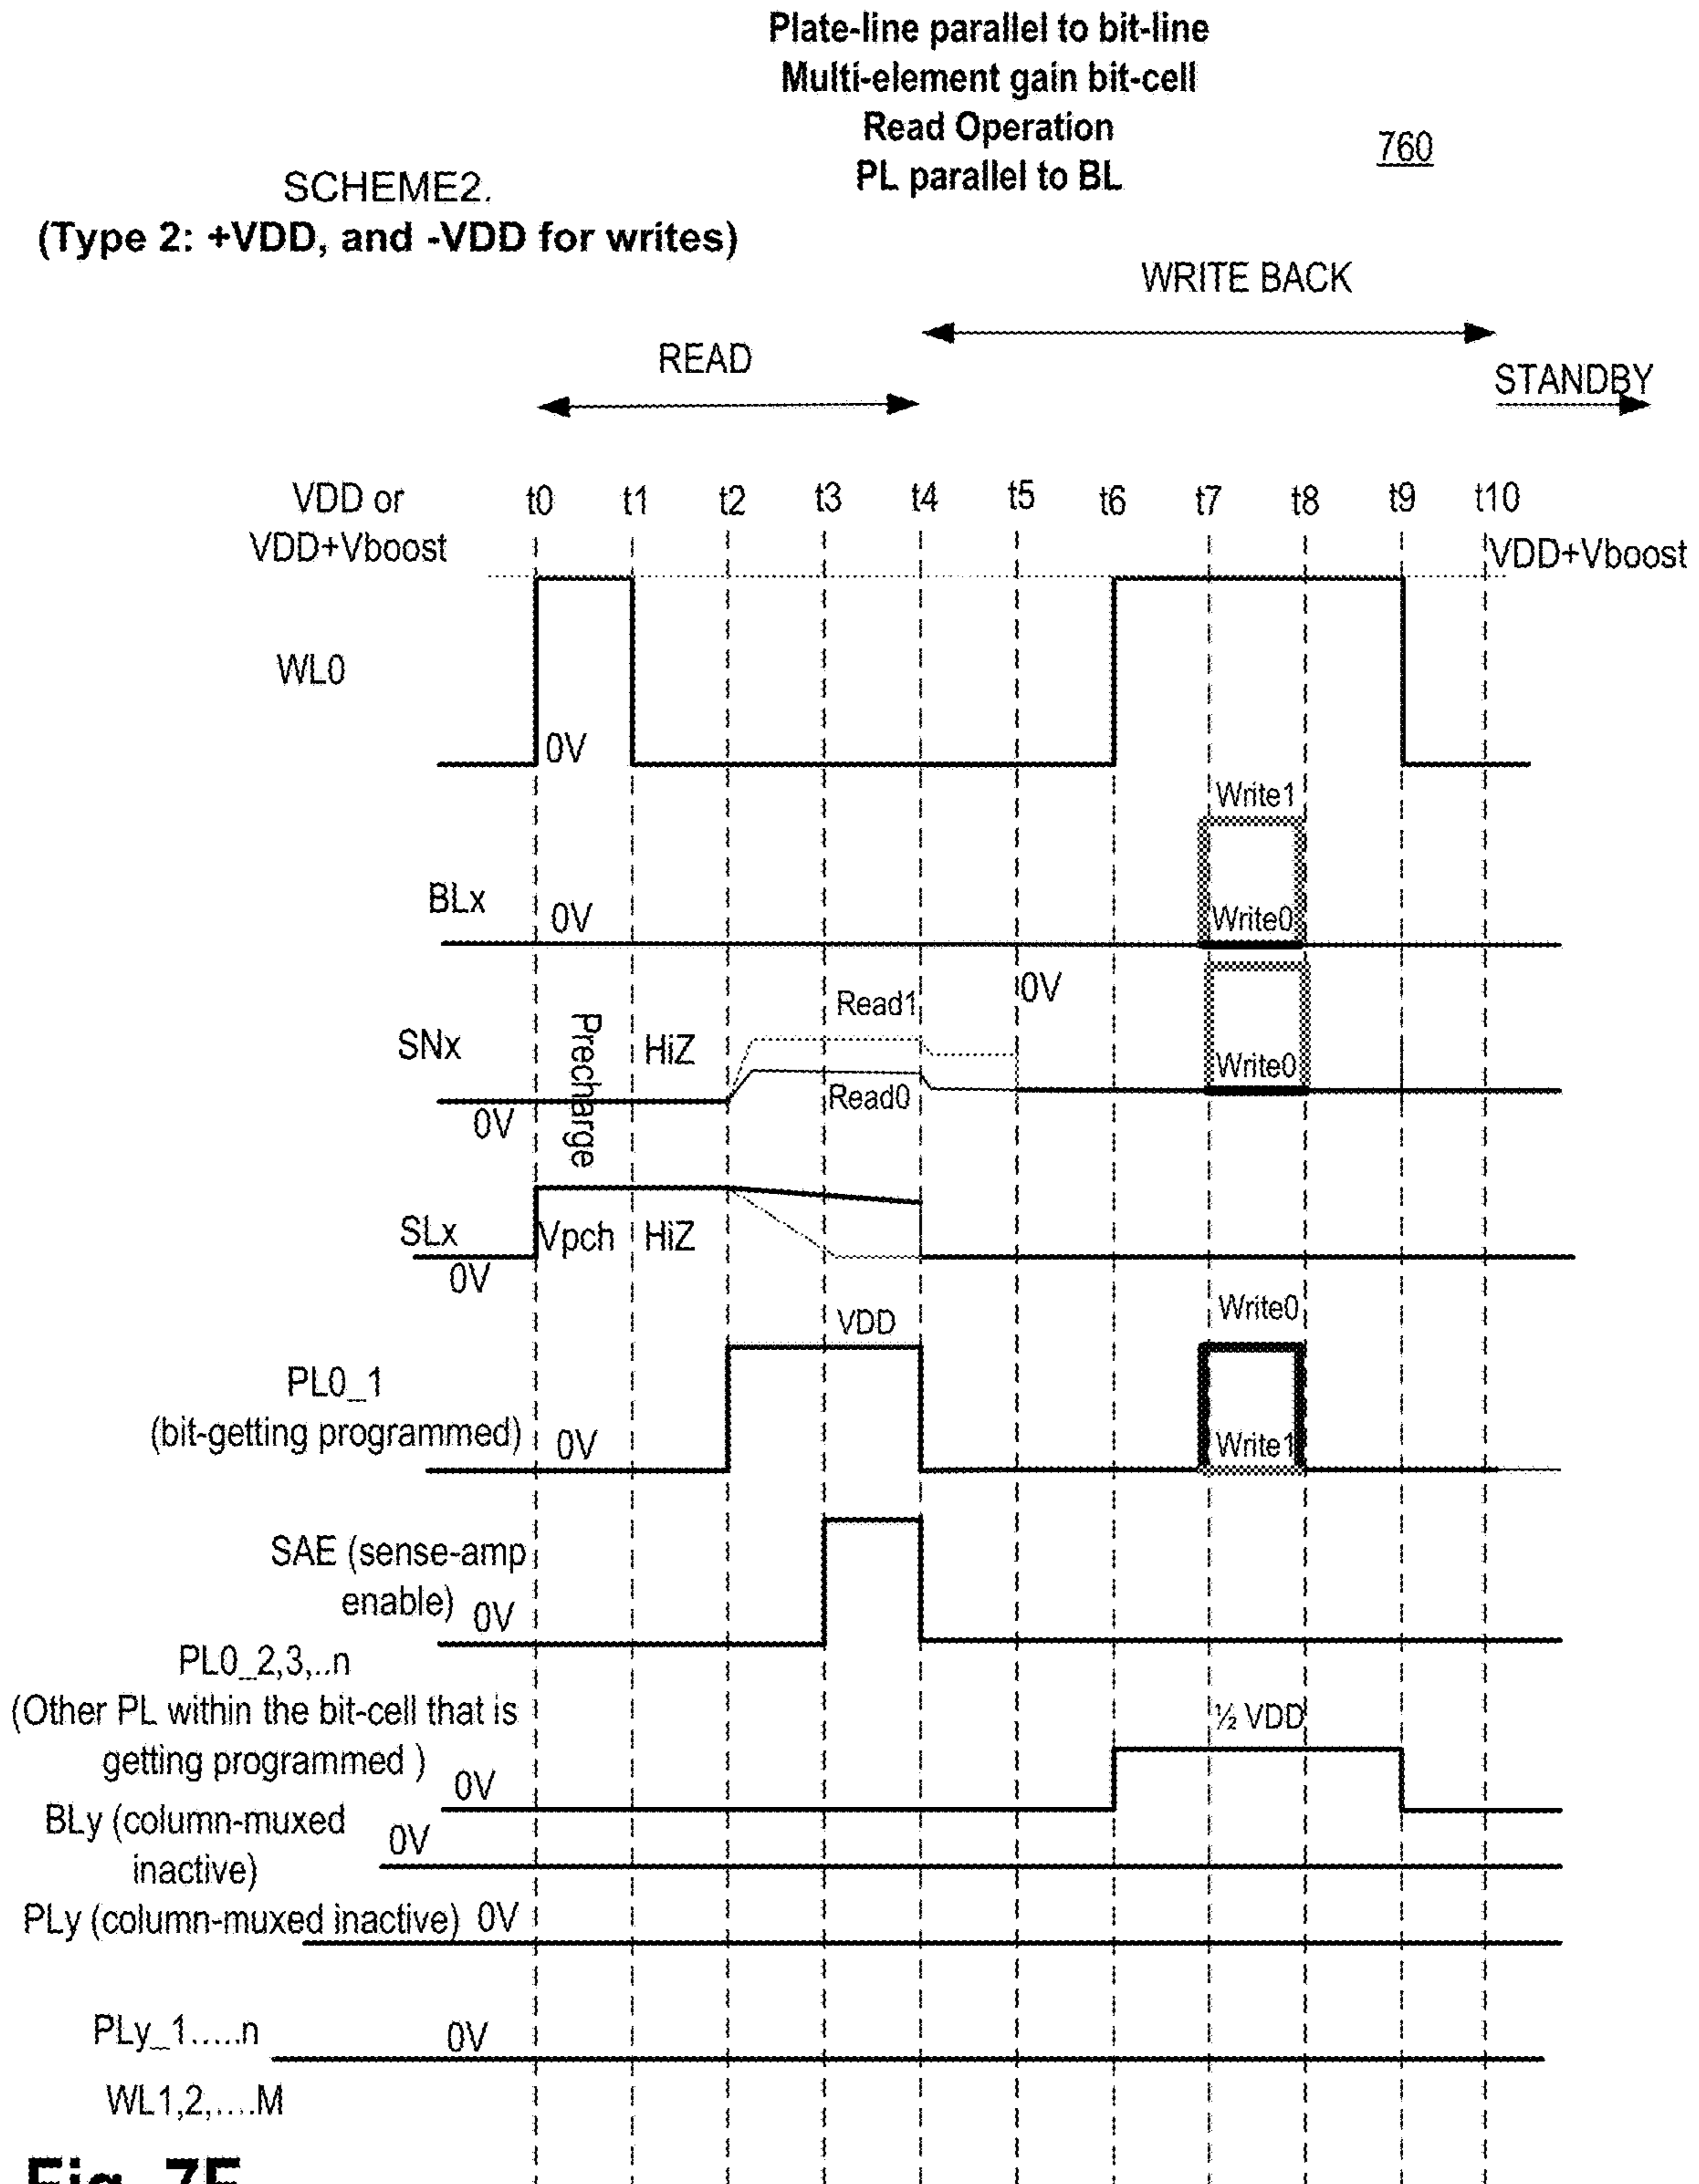 Plate-line parallel to bit-line
Multi-element gain bit-cell
Read Operation
PL parallel to BL
760
SCHEME2.
(Type 2: +VDD, and -VDD for writes)
WRITE BACK
READ
STANDBY
VDD or
VDD+Vboost
t0 t1 t2 t3 t4 t5 t6 t7 t8 t9 t10
VDD+Vboost
WL0
0V
Write1
BLx
0V
Write0
0V
Read1
SNx
Precharge
HiZ
Write0
Read0
0V
SLx
Vpch
HiZ
0V
Write0
VDD
PL0_1
(bit-getting programmed)
0V
Write1
SAE (sense-amp
enable)
0V
PL0_2,3,..n
(Other PL within the bit-cell that is
getting programmed )
½ VDD
0V
BLy (column-muxed
inactive)
0V
PLy (column-muxed inactive) 0V
PLy_1.....n
0V
WL1,2,....M
Fig. 7F